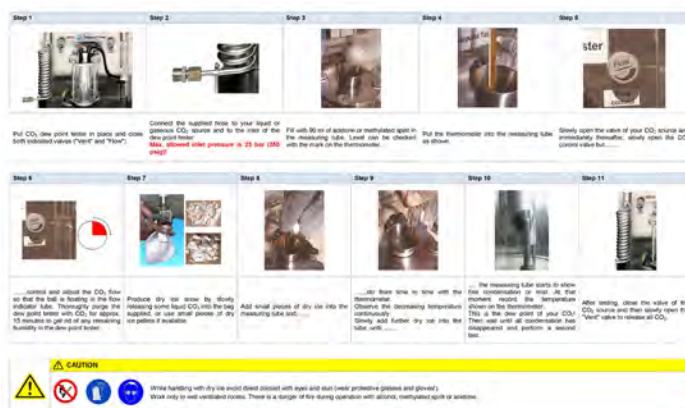 Step 1
Step 2
Step 3
Step 4
Step 5
Put CO₂ dew point tester in place and close
both indicated valves ("Vent" and "Flow").
Connect the supplied hose to your liquid or
gaseous CO₂ source and to the inlet of the
dew point tester
Max. allowed inlet pressure is 25 bar
Fill with 90 ml of acetone or methylated spirit in
the measuring tube. Level can be checked
with the mark on the thermometer.
Put the thermometer into the measuring tube
as shown.
Slowly open the valve of your CO₂ source and
immediately thereafter, slowly open the CO₂
control valve but......
Step 6
Step 7
Step 8
Step 9
Step 10
Step 11
......control and adjust the CO₂ flow
so that the ball is floating in the flow
indicator tube. Thoroughly purge the
dew point tester with CO₂ for approx.
15 minutes to get rid of any remaining
humidity in the dew point tester.
Produce dry ice snow by slowly
releasing some liquid CO₂ into the bag
supplied, or use small pieces of dry
ice pellets if available.
Add small pieces of dry ice into the
measuring tube and......
from time to time with the
thermometer.
Observe the decreasing temperature
continuously
Slowly add further dry ice into the
tube, until ......
... the measuring tube starts to show
condensation or mist. At that
moment record the temperature
shown on the thermometer.
This is the dew point of your CO₂!
Then wait until all condensation has
disappeared and perform a second
test.
After testing, close the valve of the
CO₂ source and then slowly open the
"Vent" valve to release all CO₂.
CAUTION
While handling with dry ice avoid direct contact with eyes and skin (wear protective glasses and gloves!).
Work only in well ventilated rooms. There is a danger of fire during operation with alcohol, methylated spirit or acetone.